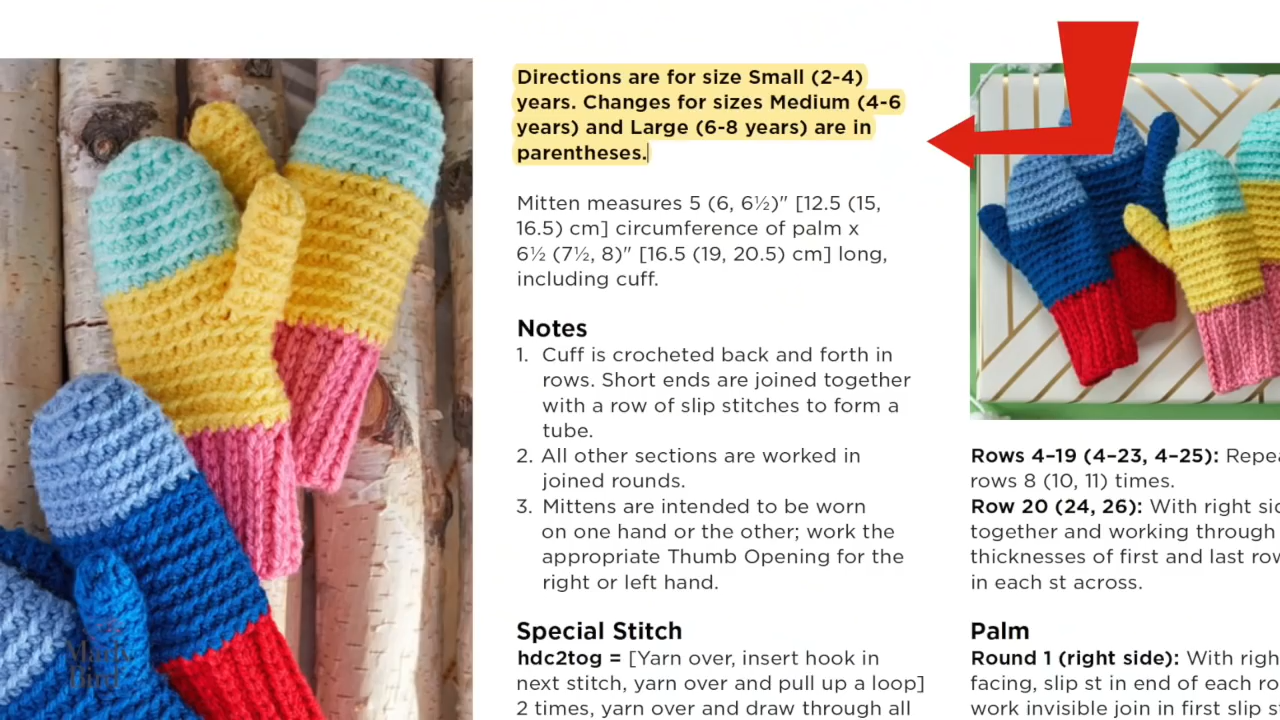 Directions are for size Small (2-4)
years. Changes for sizes Medium (4-6
years) and Large (6-8 years) are in
parentheses.
Mitten measures 5 (6, 6½)" [12.5 (15,
16.5) cm] circumference of palm x
6½ (7½, 8)" [16.5 (19, 20.5) cm] long,
including cuff.
Notes
1. Cuff is crocheted back and forth in
rows. Short ends are joined together
with a row of slip stitches to form a
tube.
2. All other sections are worked in
joined rounds.
3. Mittens are intended to be worn
on one hand or the other; work the
appropriate Thumb Opening for the
right or left hand.
Special Stitch
hdc2tog = [Yarn over, insert hook in
next stitch, yarn over and pull up a loop]
2 times, yarn over and draw through all
Rows 4–19 (4–23, 4–25):
rows 8 (10, 11) times.
Row 20 (24, 26): With right
together and working through
thicknesses of first and last
in each st across.
Palm
Round 1 (right side): With
facing, slip st in end of each
work invisible join in first slip